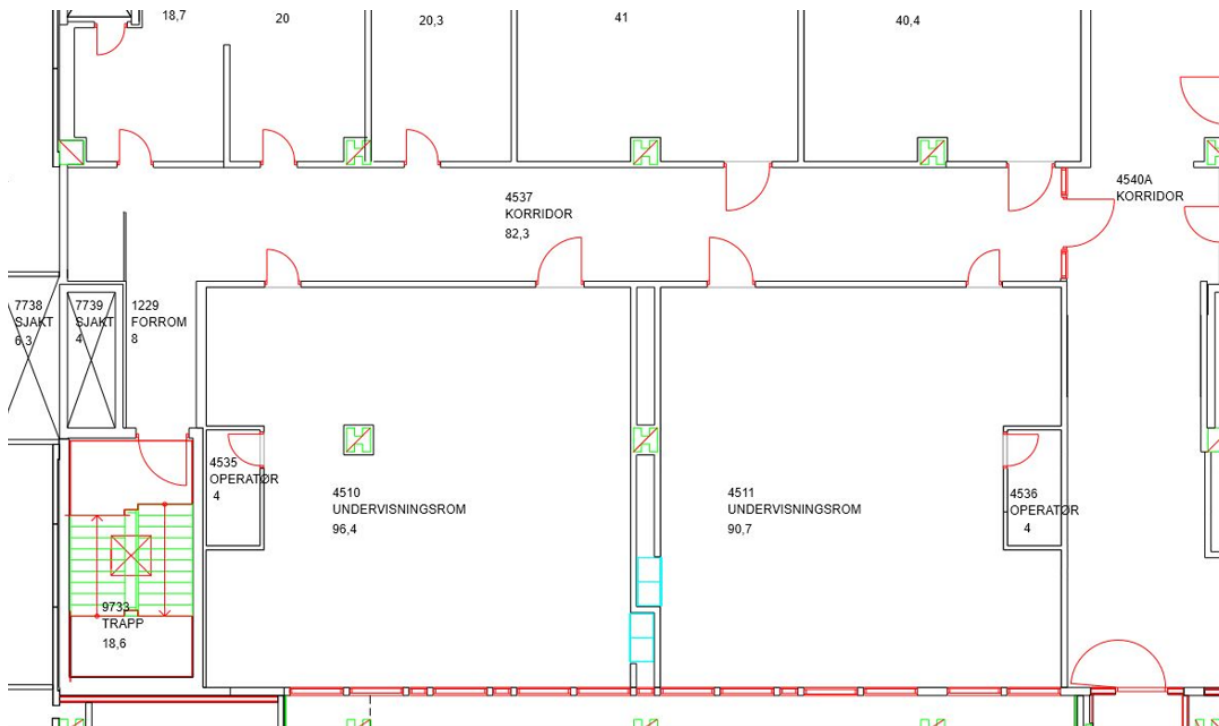 18,7
20
20,3
41
40,4
4537
KORRIDOR
82,3
4540A
KORRIDOR
7738
SJAKT
6,3
7739
SJAKT
4
1229
FORROM
8
4535
OPERATØR
4
4510
UNDERVISNINGSROM
96,4
4511
UNDERVISNINGSROM
90,7
4536
OPERATØR
4
9733
TRAPP
18,6